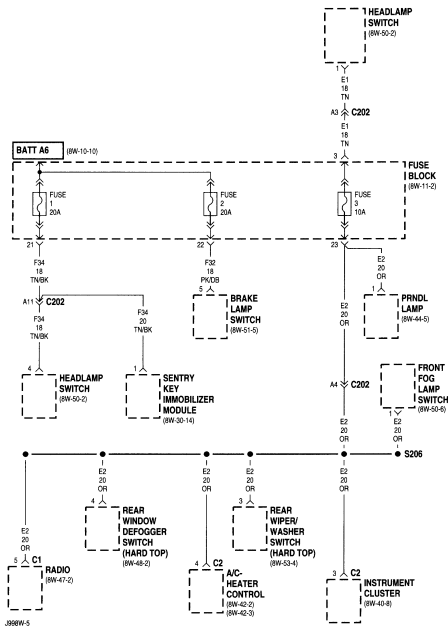 HEADLAMP
SWITCH
(8W-50-2)
1
E1
18
TN
A3 C202
E1
18
TN
3
BATT A6 (8W-10-10)
FUSE
BLOCK
(8W-11-2)
FUSE
1
20A
FUSE
2
20A
FUSE
3
10A
21
22
23
F34
18
TN/BK
F32
18
PK/DB
E2
20
OR
5
BRAKE
LAMP
SWITCH
(8W-51-5)
1
PRNDL
LAMP
(8W-44-5)
A11 C202
F34
18
TN/BK
F34
20
TN/BK
E2
20
OR
4
HEADLAMP
SWITCH
(8W-50-2)
1
SENTRY
KEY
IMMOBILIZER
MODULE
(8W-30-14)
A4 C202
FRONT
FOG
LAMP
SWITCH
(8W-50-6)
1
E2
20
OR
E2
20
OR
S206
E2
20
OR
E2
20
OR
E2
20
OR
E2
20
OR
E2
20
OR
4
REAR
WINDOW
DEFOGGER
SWITCH
(HARD TOP)
(8W-48-2)
3
REAR
WIPER/
WASHER
SWITCH
(HARD TOP)
(8W-53-4)
5 C1
RADIO
(8W-47-2)
4 C2
A/C-
HEATER
CONTROL
(8W-42-2)
(8W-42-3)
3 C2
INSTRUMENT
CLUSTER
(8W-40-8)
J998W-5